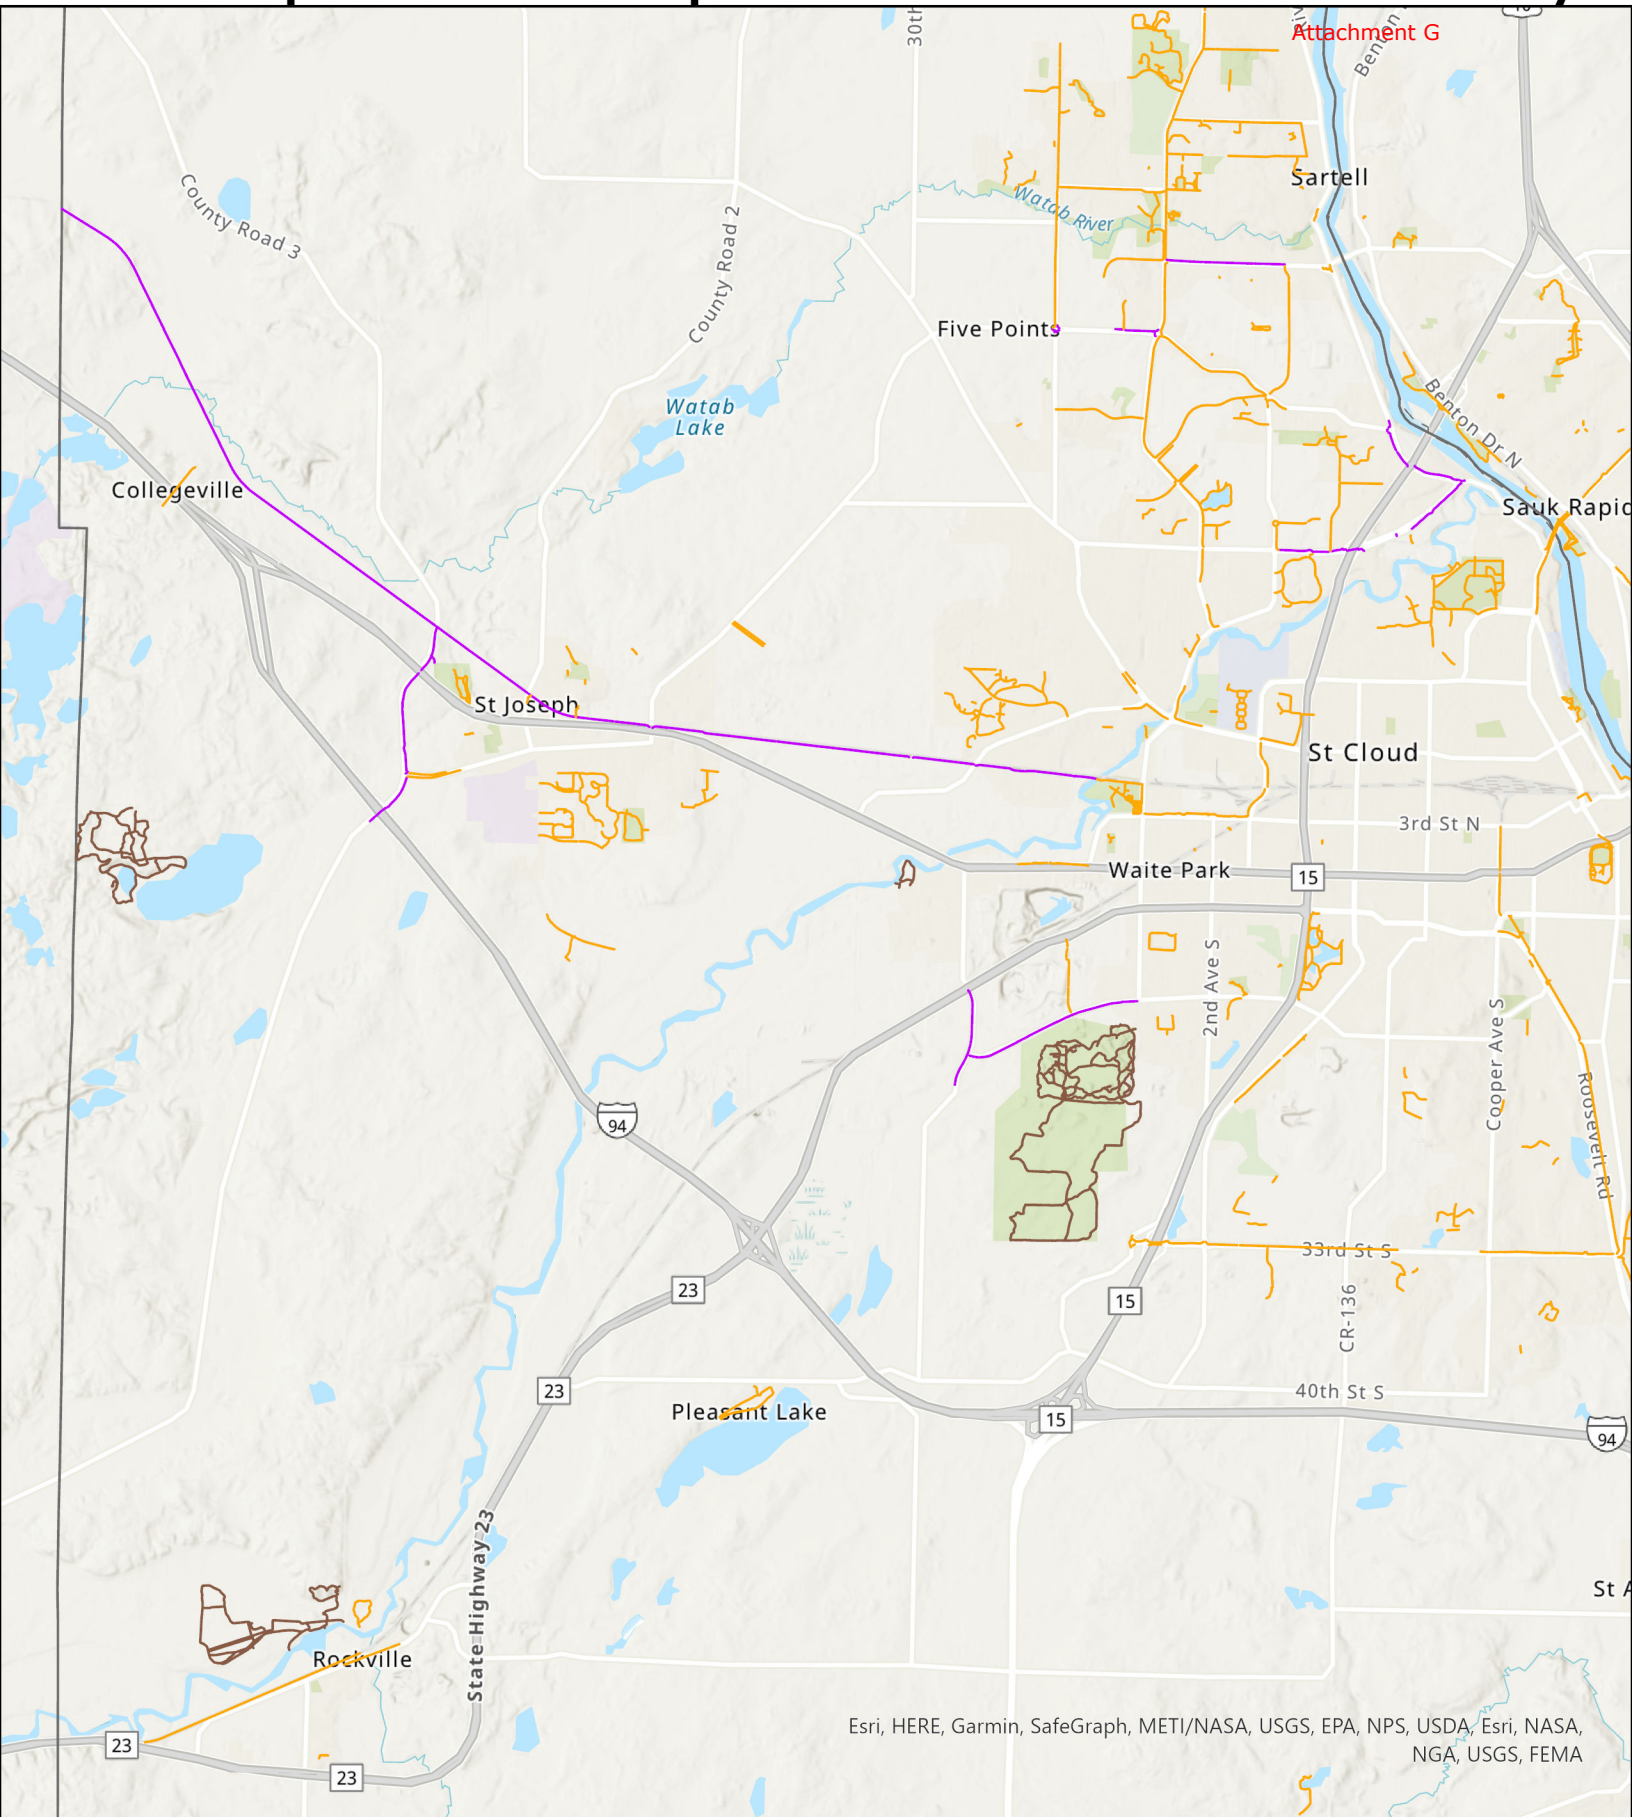 Attachment G
30th
Benton
Sartell
County Road 3
Watab River
County Road 2
Five Points
Watab
Lake
Benton Dr N
Collegeville
Sauk Rapid
St Joseph
St Cloud
3rd St N
Waite Park
15
2nd Ave S
Cooper Ave S
Roosevelt Rd
94
33rd St S
23
15
CR-136
23
40th St S
Pleasant Lake
15
94
State Highway 23
St A
Rockville
Esri, HERE, Garmin, SafeGraph, METI/NASA, USGS, EPA, NPS, USDA, Esri, NASA,
NGA, USGS, FEMA
23
23